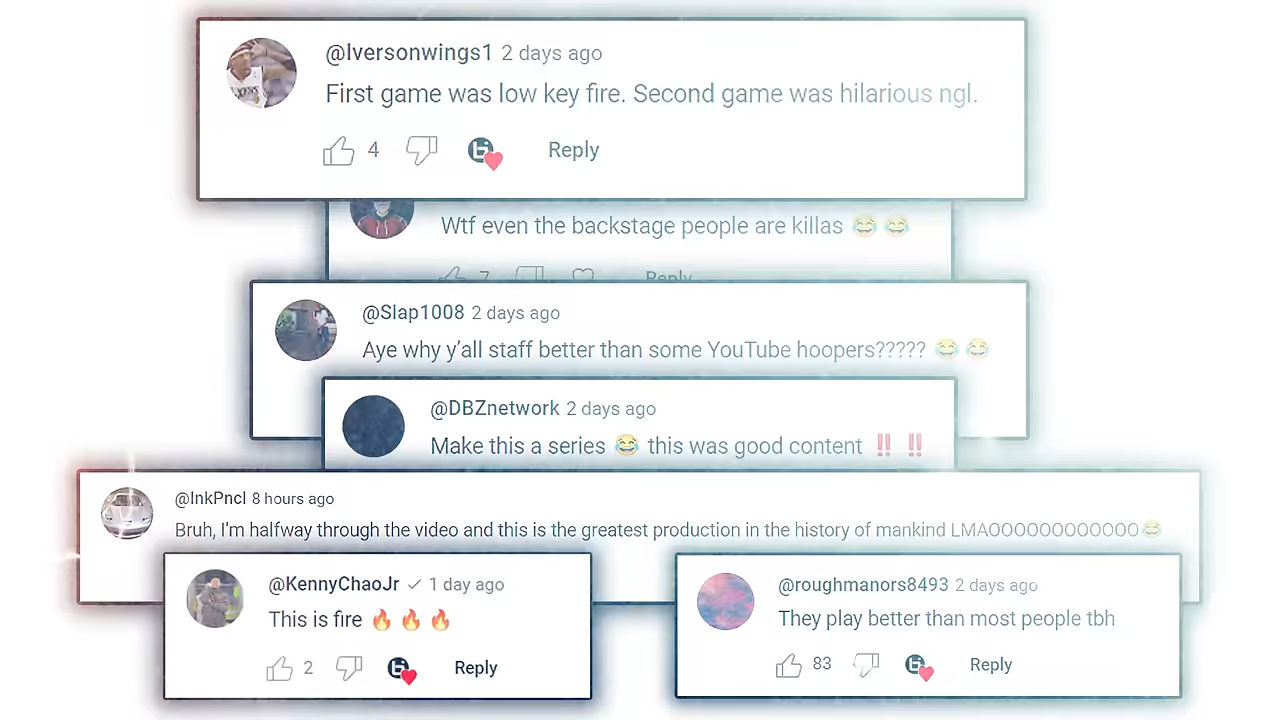 @Iversonwings1 2 days ago
First game was low key fire. Second game was hilarious ngl.
4 Reply
Wtf even the backstage people are killas 😂 😂
7 Reply
@Slap1008 2 days ago
Aye why y’all staff better than some YouTube hoopers????? 😂 😂
@DBZnetwork 2 days ago
Make this a series 😂 this was good content ‼️ ‼️
@InkPncl 8 hours ago
Bruh, I'm halfway through the video and this is the greatest production in the history of mankind LMAOOOOOOOOOOOO😂
@KennyChaoJr ✓ 1 day ago
This is fire 🔥 🔥 🔥
2 Reply
@roughmanors8493 2 days ago
They play better than most people tbh
83 Reply